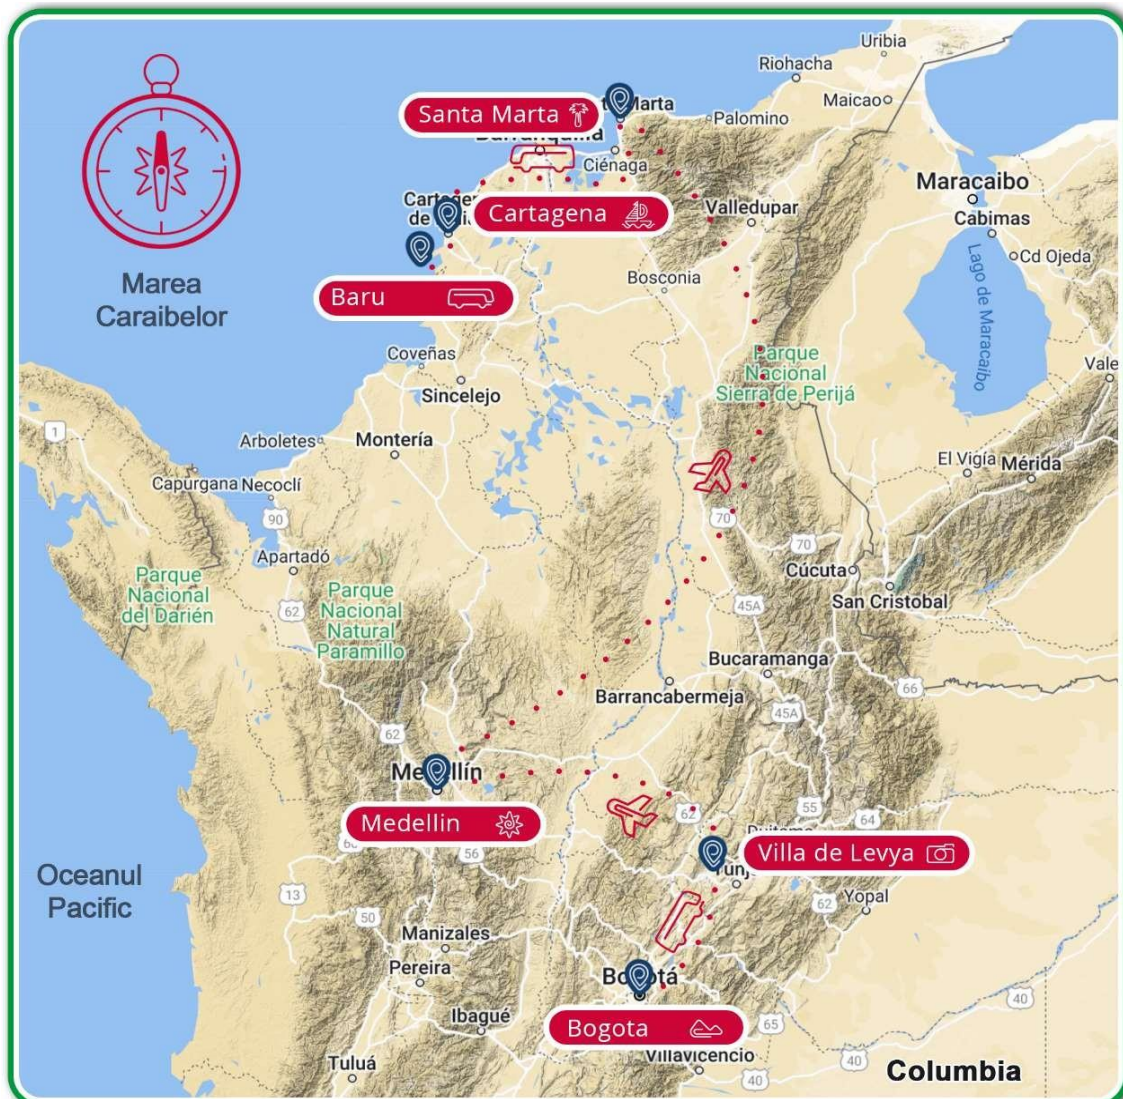 Uribia
Riohacha
Maicao
Santa Marta
Marta
Palomino
Ciénaga
Maracaibo
Cartagena
Valledupar
Cabimas
Cd Ojeda
Marea
Caraibelor
Baru
Bosconia
Lago de Maracaibo
Coveñas
Sincelejo
Parque
Nacional
Sierra de Perijá
Vale
1
Arboletes
Montería
El Vigía
Mérida
Capurgana
Necoclí
90
70
70
Apartadó
Cúcuta
San Cristobal
Parque
Nacional
del Darién
62
Parque
Nacional
Natural
Paramillo
45A
Bucaramanga
66
Barrancabermeja
45A
62
Medellín
Medellin
62
55
64
56
Villa de Levya
Oceanul
Pacific
13
50
62
Yopal
Manizales
Pereira
Bogotá
40
Ibagué
Bogota
65
Villavicencio
40
Tuluá
40
Columbia